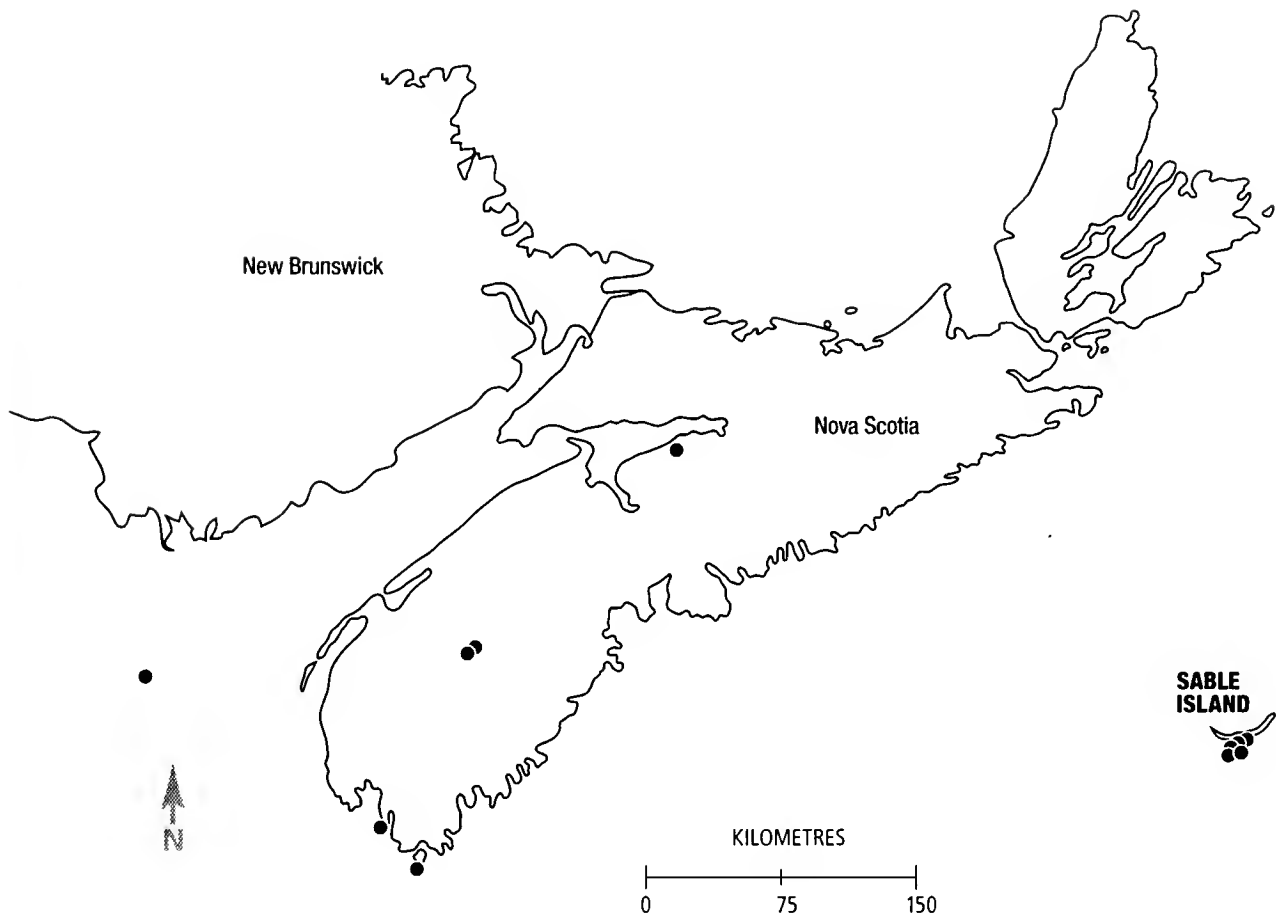 New Brunswick
Nova Scotia
SABLE
ISLAND
N
KILOMETRES
0 75 150